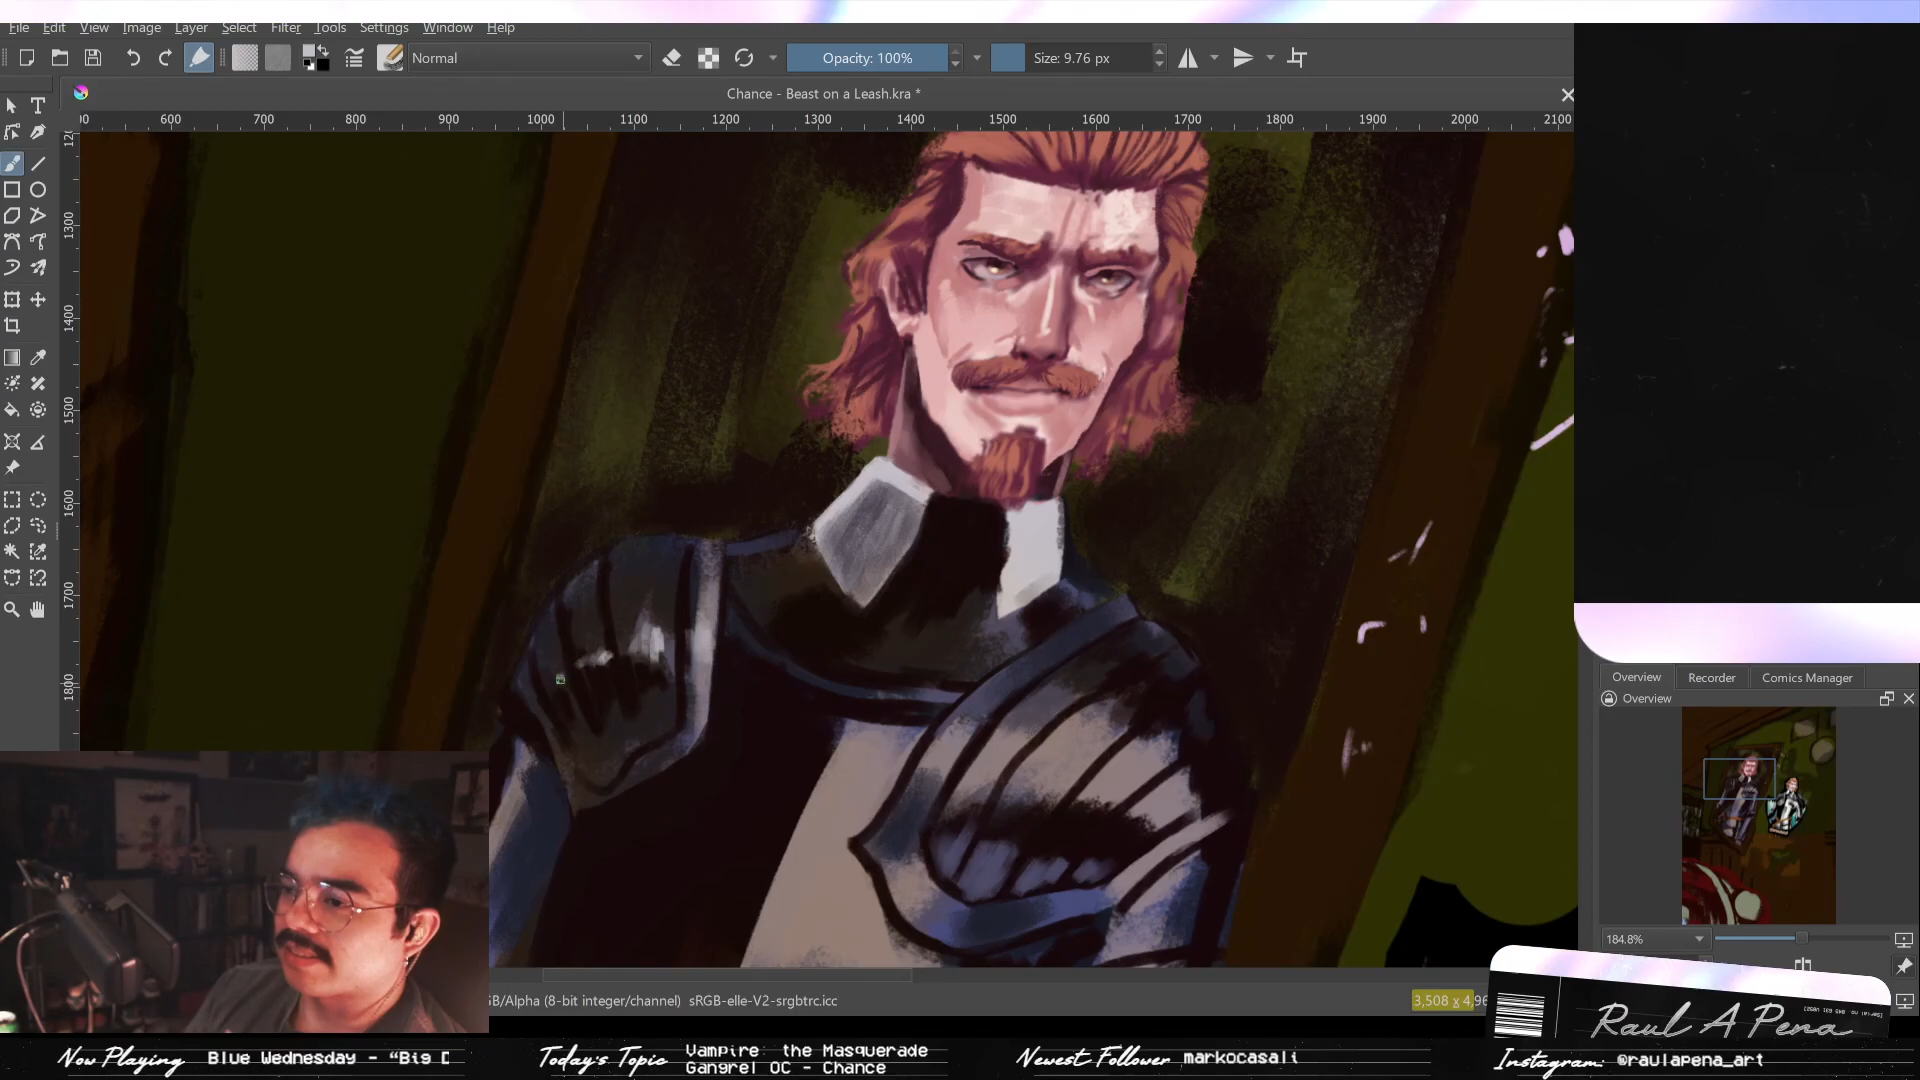 File Edit View Image Layer Select Filter Tools Settings Window Help
Normal
Opacity: 100%
Size: 9.76 px
Chance - Beast on a Leash.kra *
600 700 800 900 1000 1100 1200 1300 1400 1500 1600 1700 1800 1900 2000 2100
1300
1400
1500
1600
1700
1800
Overview Recorder Comics Manager
Overview
184.8%
/Alpha (8-bit integer/channel) sRGB-elle-V2-srgbtrc.icc
3,508 x 4,96
Raul A Pena
Now Playing Blue Wednesday - "Big D
Today's Topic Vampire: the Masquerade
Gangrel OC - Chance
Newest Follower markocasali
Instagram: @raulapena_art